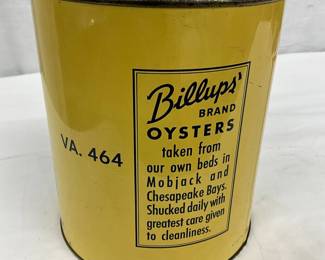 VA. 464
Billups'
BRAND
OYSTERS
taken from
our own beds in
Mobjack and
Chesapeake Bays.
Shucked daily with
greatest care given
to cleanliness.